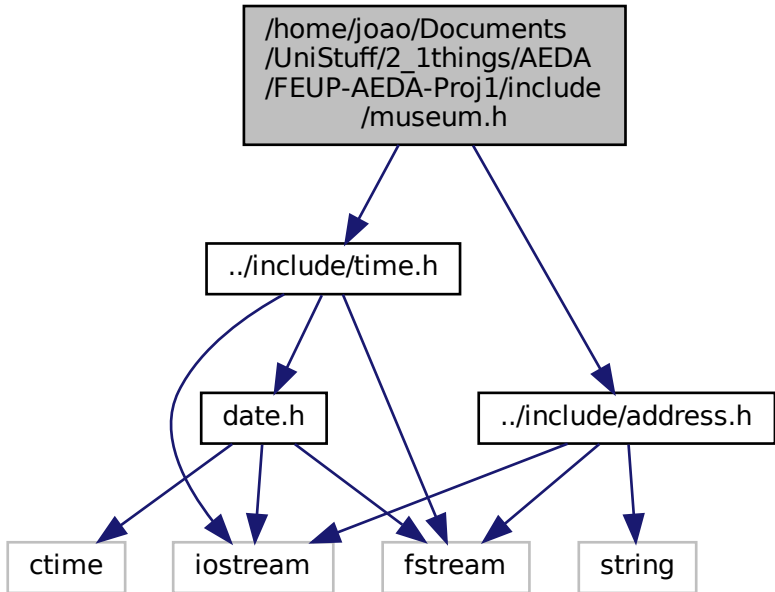 /home/joao/Documents
/UniStuff/2_1things/AEDA
/FEUP-AEDA-Proj1/include
/museum.h
../include/time.h
date.h
../include/address.h
ctime
iostream
fstream
string